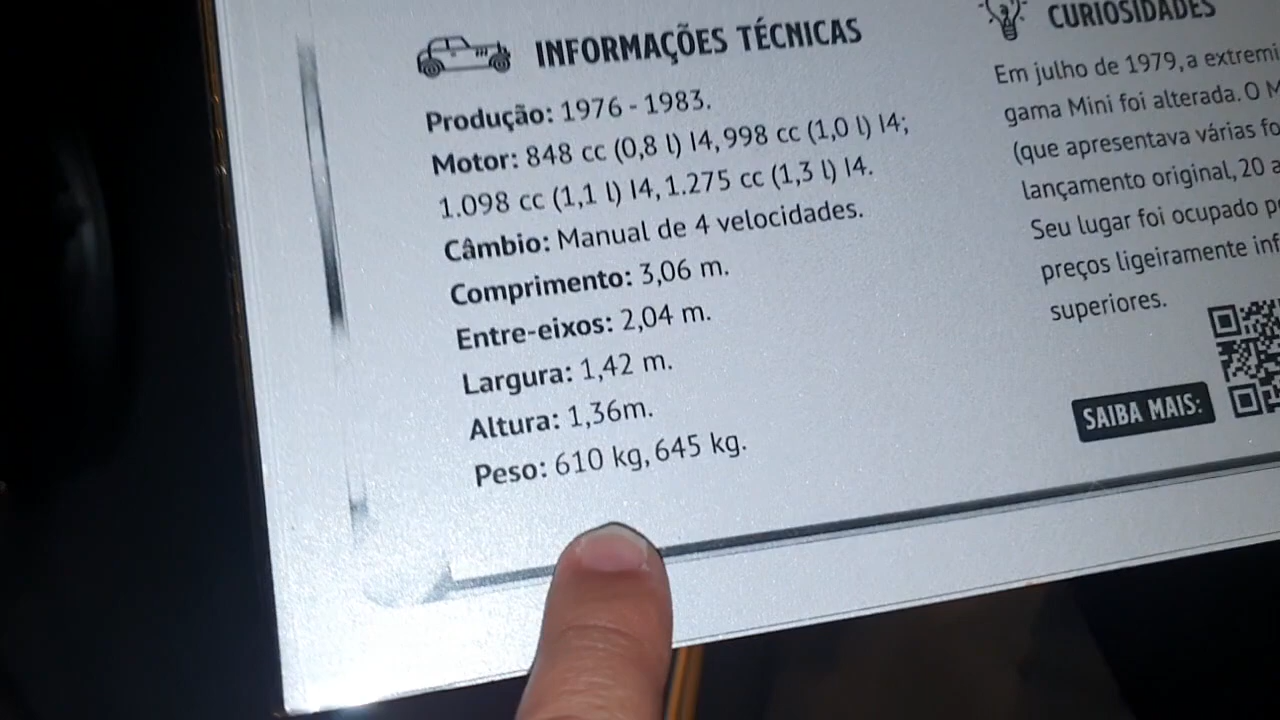 INFORMAÇÕES TÉCNICAS
Produção: 1976 - 1983.
Motor: 848 cc (0,8 l) I4, 998 cc (1,0 l) I4;
1.098 cc (1,1 l) I4, 1.275 cc (1,3 l) I4.
Câmbio: Manual de 4 velocidades.
Comprimento: 3,06 m.
Entre-eixos: 2,04 m.
Largura: 1,42 m.
Altura: 1,36m.
Peso: 610 kg, 645 kg.
CURIOSIDADES
Em julho de 1979, a
gama Mini foi alterada. O
(que apresentava várias
lançamento original, 20
Seu lugar foi ocupado
preços ligeiramente
superiores.
SAIBA MAIS: